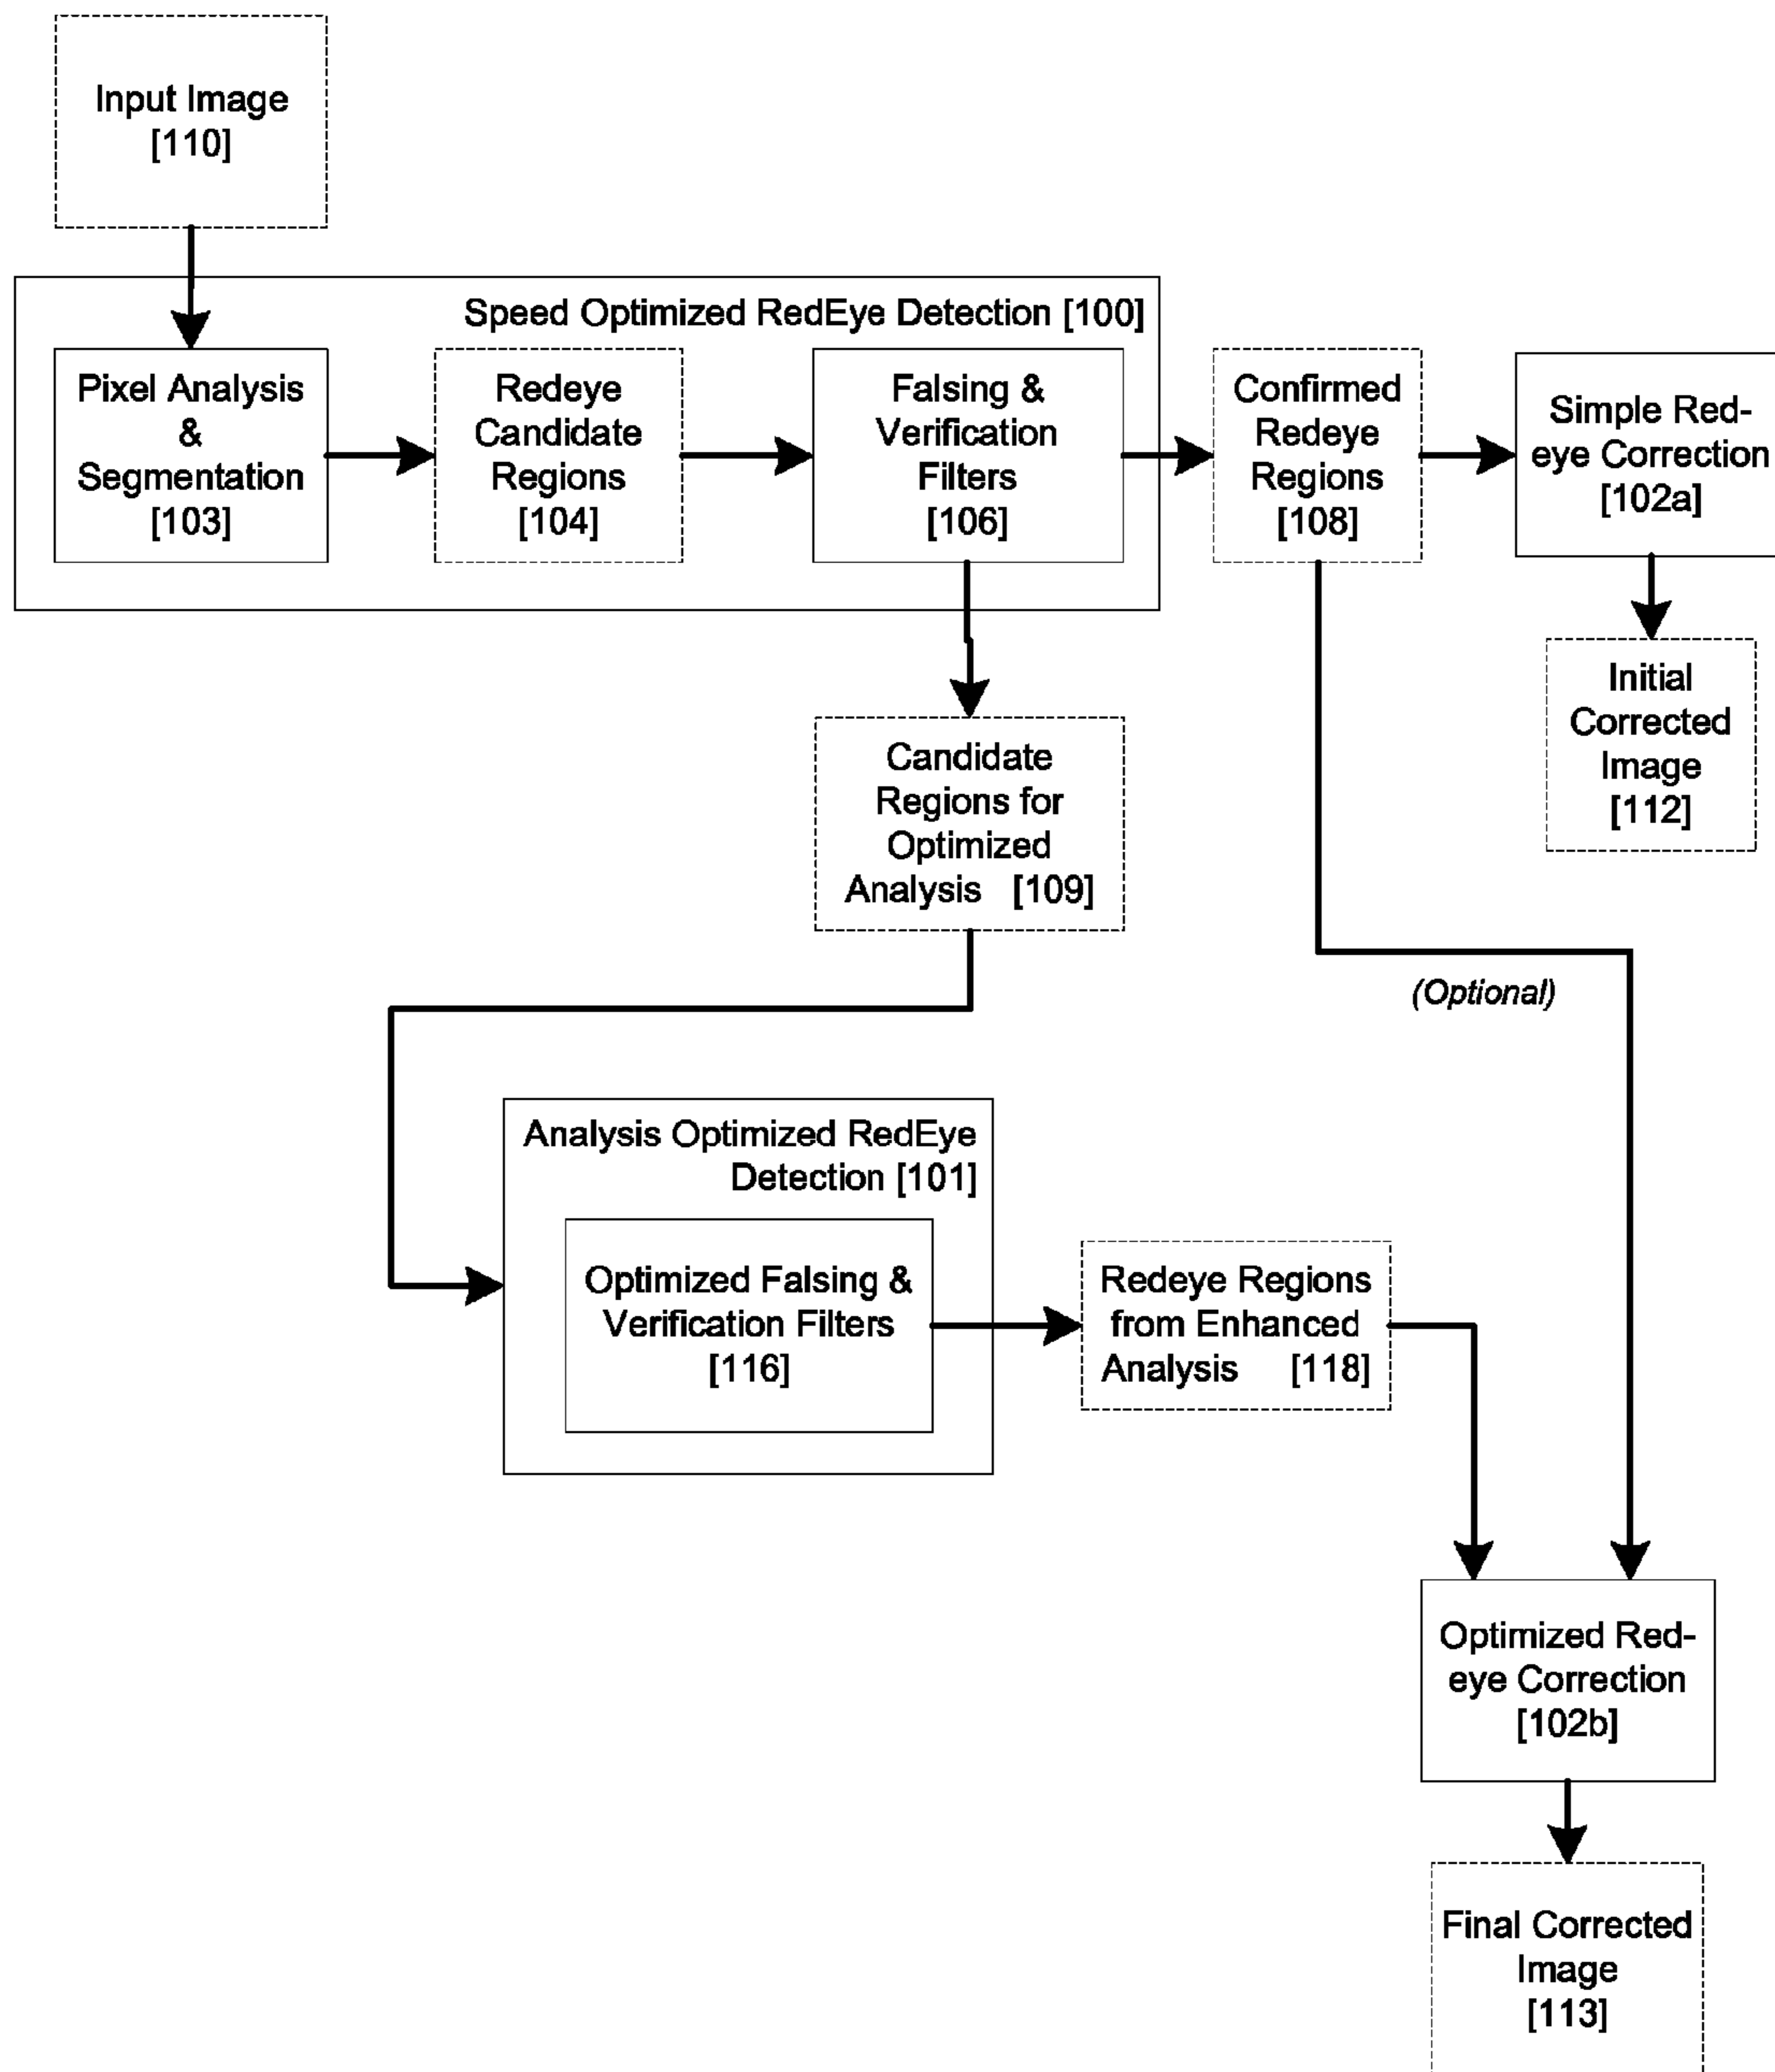 Input Image
[110]
Speed Optimized RedEye Detection [100]
Pixel Analysis
&
Segmentation
[103]
Redeye
Candidate
Regions
[104]
Falsing &
Verification
Filters
[106]
Confirmed
Redeye
Regions
[108]
Simple Red-
eye Correction
[102a]
Initial
Corrected
Image
[112]
Candidate
Regions for
Optimized
Analysis [109]
(Optional)
Analysis Optimized RedEye
Detection [101]
Optimized Falsing &
Verification Filters
[116]
Redeye Regions
from Enhanced
Analysis [118]
Optimized Red-
eye Correction
[102b]
Final Corrected
Image
[113]